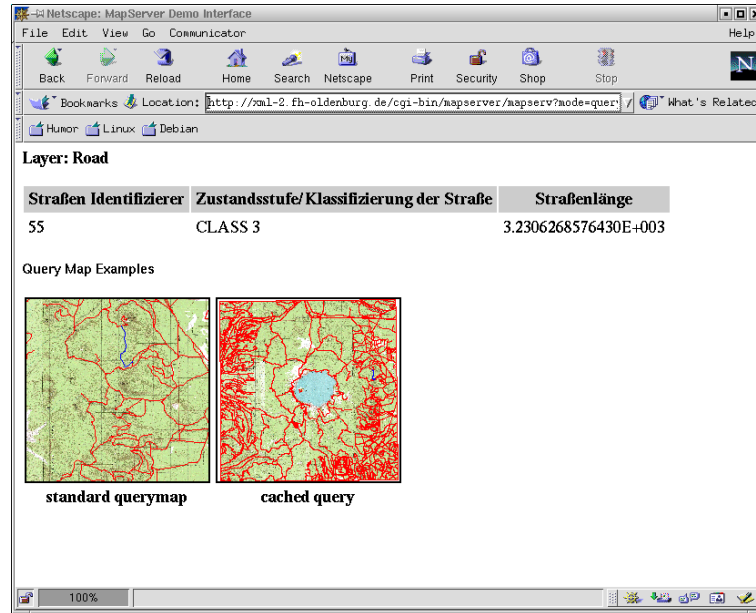 Netscape: MapServer Demo Interface
File Edit View Go Communicator Help
Back Forward Reload Home Search Netscape Print Security Shop Stop
My
N
Bookmarks Location: http://xml-2.fh-oldenburg.de/cgi-bin/mapserver/mapserv?mode=query What's Related
Humor Linux Debian
Layer: Road
Straßen Identifizierer Zustandsstufe/Klassifizierung der Straße Straßenlänge
55 CLASS 3 3.2306268576430E+003
Query Map Examples
standard querymap cached query
100%